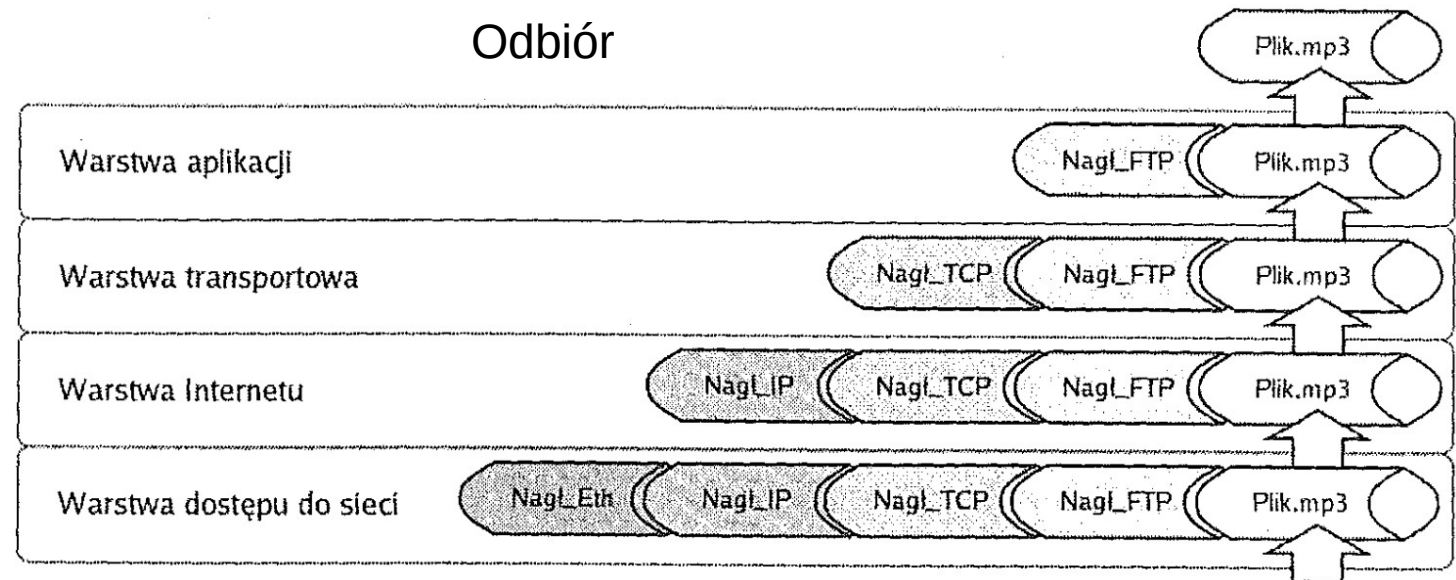 Odbiór
Plik.mp3
Warstwa aplikacji Nagł_FTP Plik.mp3
Warstwa transportowa Nagł_TCP Nagł_FTP Plik.mp3
Warstwa Internetu Nagł_IP Nagł_TCP Nagł_FTP Plik.mp3
Warstwa dostępu do sieci Nagł_Eth Nagł_IP Nagł_TCP Nagł_FTP Plik.mp3